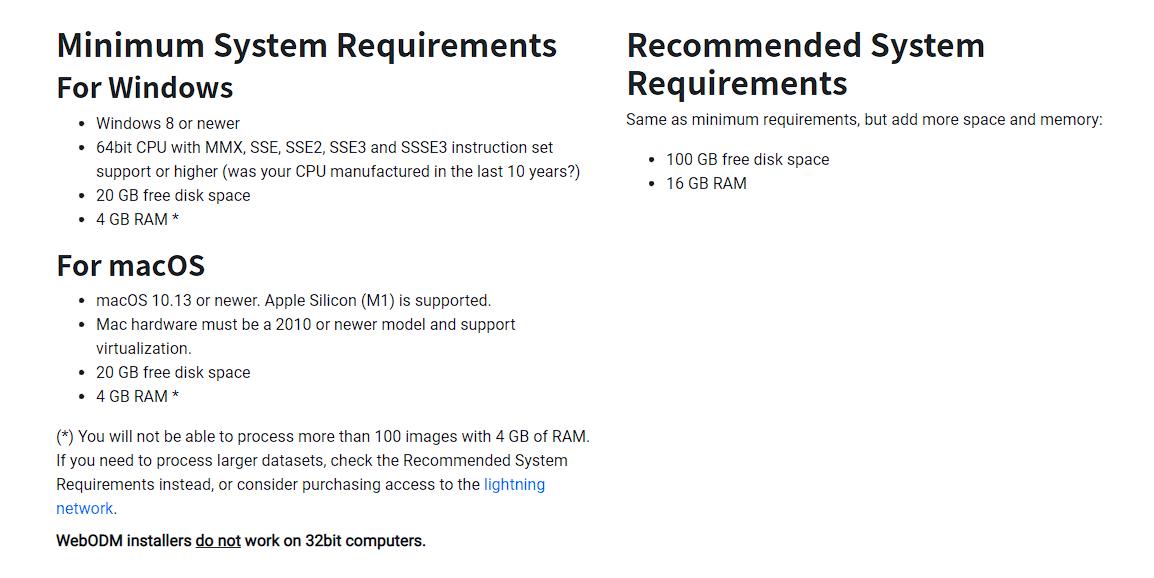 Minimum System Requirements
For Windows
• Windows 8 or newer
• 64bit CPU with MMX, SSE, SSE2, SSE3 and SSSE3 instruction set
support or higher (was your CPU manufactured in the last 10 years?)
• 20 GB free disk space
• 4 GB RAM *
For macOS
• macOS 10.13 or newer. Apple Silicon (M1) is supported.
• Mac hardware must be a 2010 or newer model and support
virtualization.
• 20 GB free disk space
• 4 GB RAM *
(*) You will not be able to process more than 100 images with 4 GB of RAM.
If you need to process larger datasets, check the Recommended System
Requirements instead, or consider purchasing access to the lightning
network.
WebODM installers do not work on 32bit computers.
Recommended System
Requirements
Same as minimum requirements, but add more space and memory:
• 100 GB free disk space
• 16 GB RAM